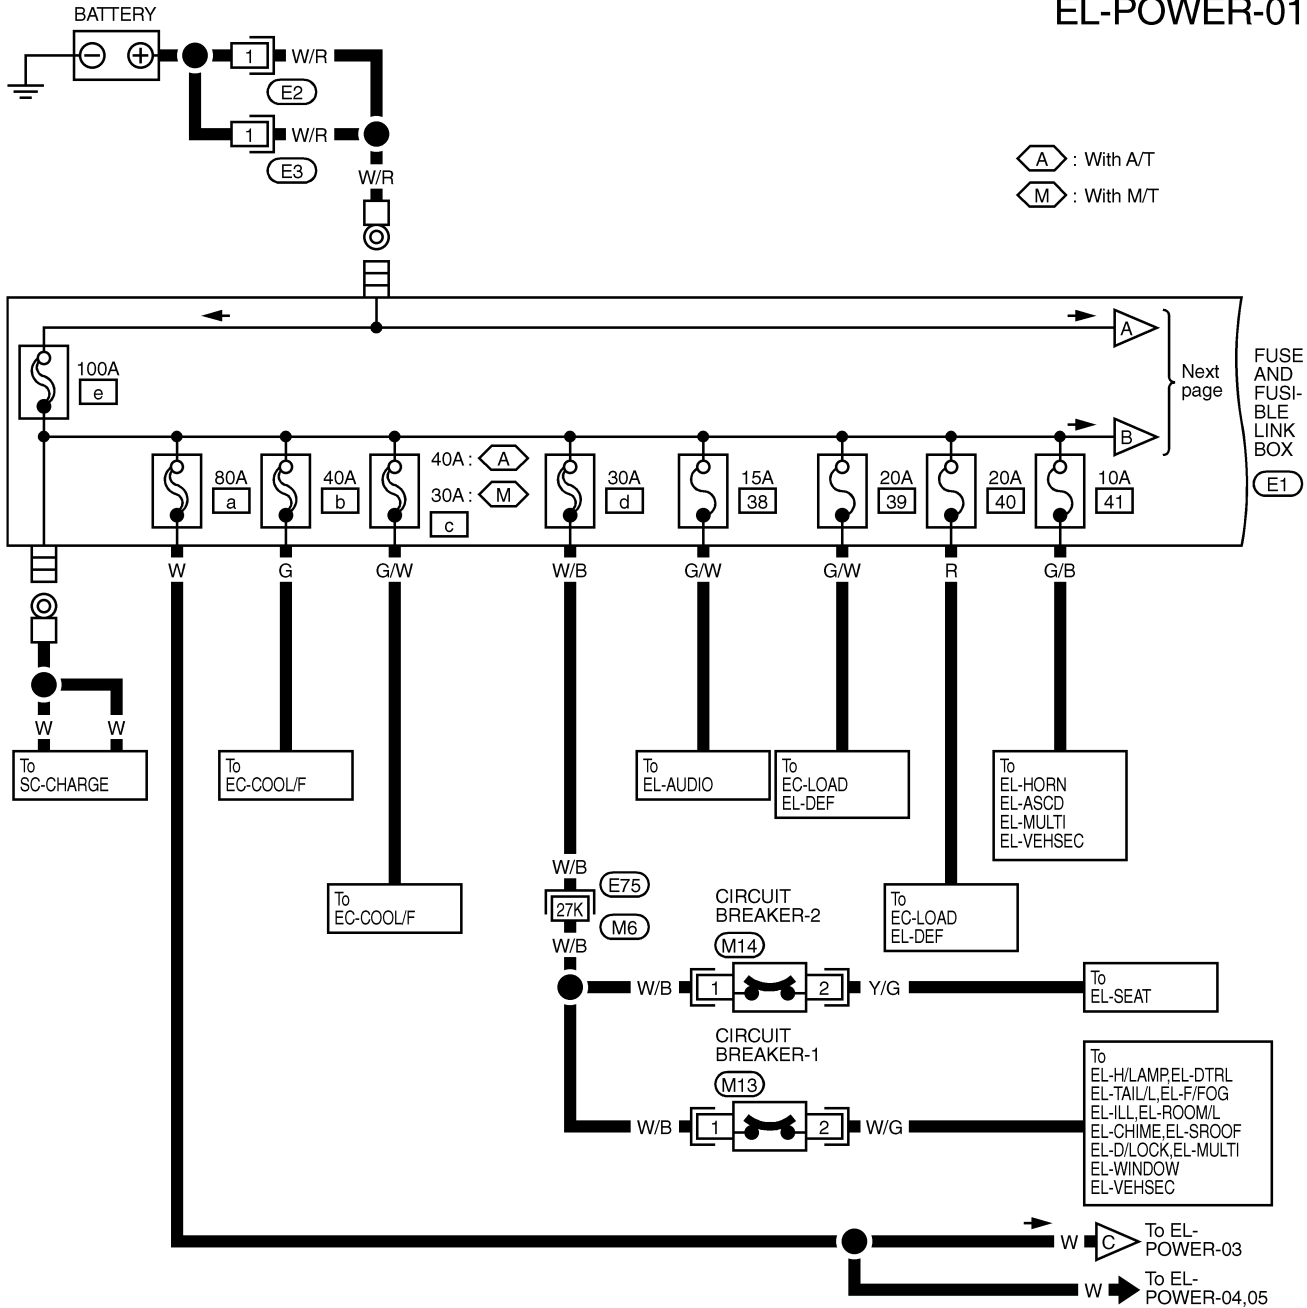 EL-POWER-01
BATTERY
− +
1 W/R
E2
1 W/R
E3
W/R
A : With A/T
M : With M/T
A
Next
page
FUSE
AND
FUSI-
BLE
LINK
BOX
E1
100A
e
B
80A
a
40A
b
40A : A
30A : M
c
30A
d
15A
38
20A
39
20A
40
10A
41
W G G/W W/B G/W G/W R G/B
W W
To
SC-CHARGE
To
EC-COOL/F
To
EL-AUDIO
To
EC-LOAD
EL-DEF
To
EL-HORN
EL-ASCD
EL-MULTI
EL-VEHSEC
To
EC-COOL/F
W/B
E75
27K
M6
W/B
To
EC-LOAD
EL-DEF
CIRCUIT
BREAKER-2
M14
W/B 1 2 Y/G
To
EL-SEAT
CIRCUIT
BREAKER-1
M13
W/B 1 2 W/G
To
EL-H/LAMP,EL-DTRL
EL-TAIL/L,EL-F/FOG
EL-ILL,EL-ROOM/L
EL-CHIME,EL-SROOF
EL-D/LOCK,EL-MULTI
EL-WINDOW
EL-VEHSEC
W C To EL-
POWER-03
W To EL-
POWER-04,05